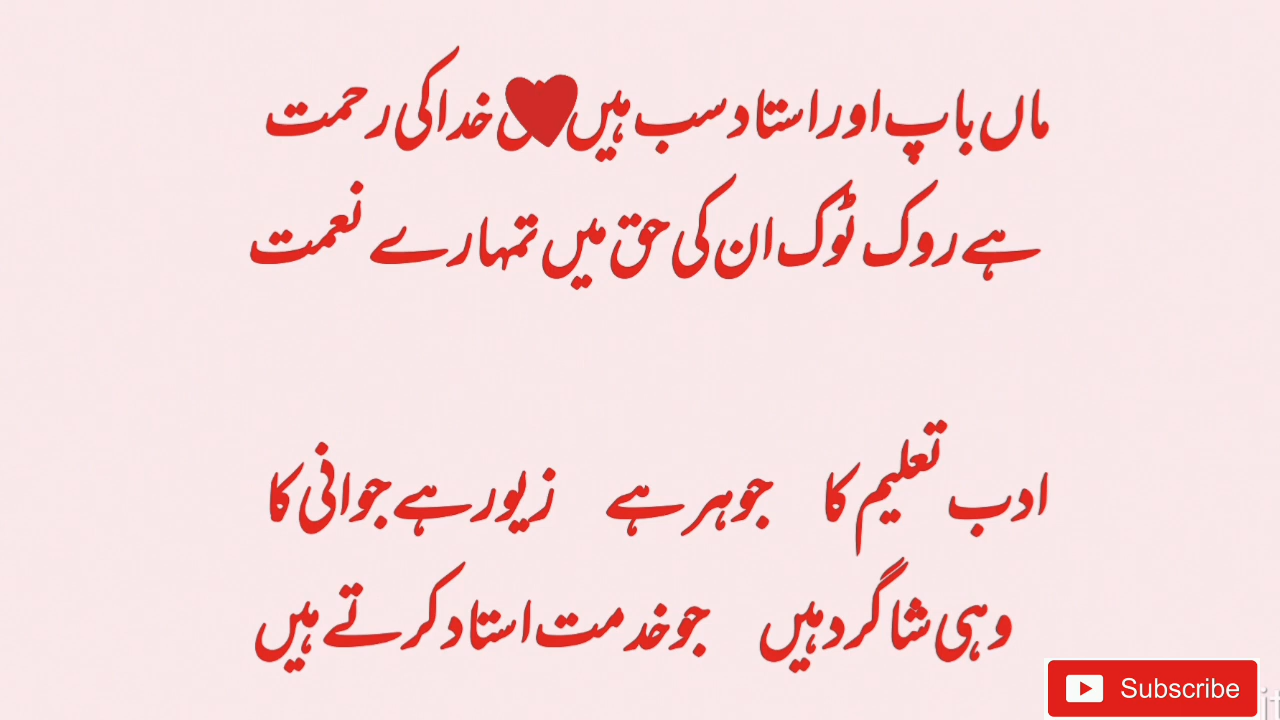 ماں باپ اور استاد سب ہیں خدا کی رحمت
ہے روک ٹوک ان کی حق میں تمہارے نعمت
ادب تعلیم کا جوہر ہے زیور ہے جوانی کا
وہی شاگرد ہیں جو خدمت استاد کرتے ہیں
Subscribe